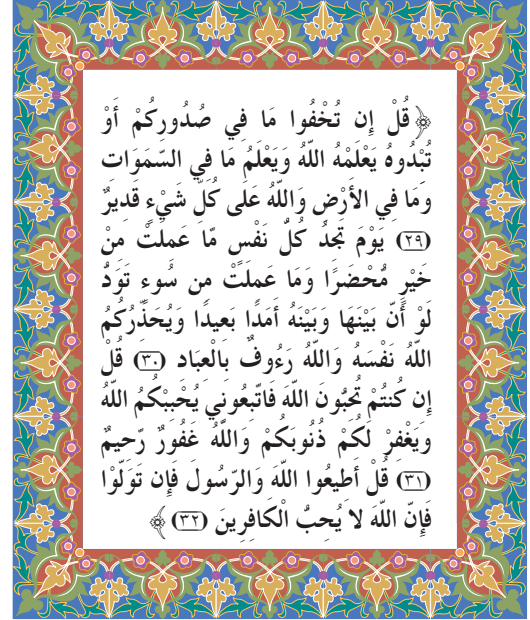 ﴿قُلْ إِن تُخْفُوا مَا فِي صُدُورِكُمْ أَوْ
تُبْدُوهُ يَعْلَمْهُ اللَّهُ وَيَعْلَمُ مَا فِي السَّمَوَاتِ
وَمَا فِي الأَرْضِ وَاللَّهُ عَلَى كُلِّ شَيْءٍ قَدِيرٌ
(٢٩) يَوْمَ تَجِدُ كُلُّ نَفْسٍ مَّا عَمِلَتْ مِنْ
خَيْرٍ مُّحْضَرًا وَمَا عَمِلَتْ مِن سُوءٍ تَوَدُّ
لَوْ أَنَّ بَيْنَهَا وَبَيْنَهُ أَمَدًا بَعِيدًا وَيُحَذِّرُكُمُ
اللَّهُ نَفْسَهُ وَاللَّهُ رَءُوفٌ بِالْعِبَادِ (٣٠) قُلْ
إِن كُنتُمْ تُحِبُّونَ اللَّهَ فَاتَّبِعُونِي يُحْبِبْكُمُ اللَّهُ
وَيَغْفِرْ لَكُمْ ذُنُوبَكُمْ وَاللَّهُ غَفُورٌ رَّحِيمٌ
(٣١) قُلْ أَطِيعُوا اللَّهَ وَالرَّسُولَ فَإِن تَوَلَّوْا
فَإِنَّ اللَّهَ لا يُحِبُّ الْكَافِرِينَ (٣٢)﴾